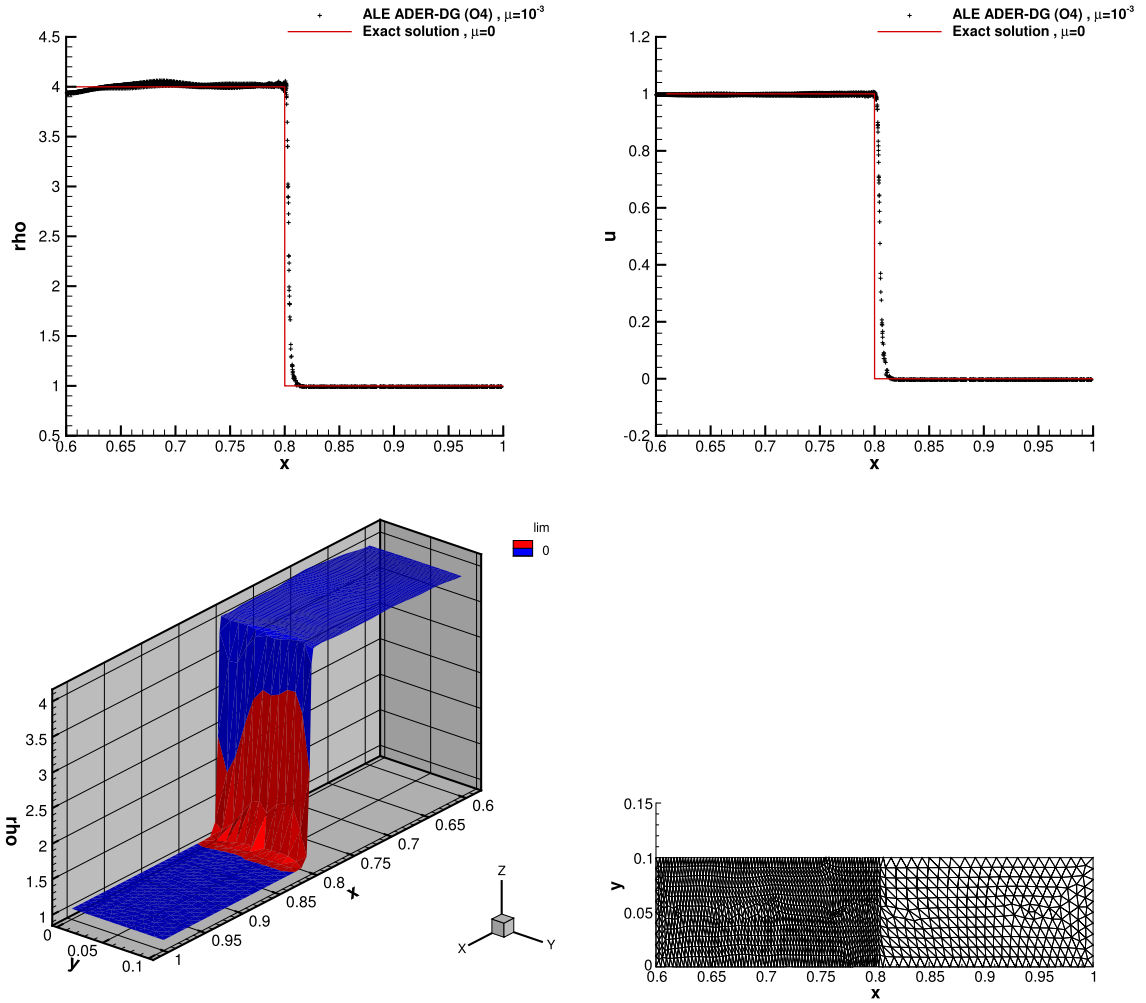 ALE ADER-DG (O4) , μ=10⁻³
Exact solution , μ=0
4.5
4
3.5
3
2.5
2
1.5
1
0.5
rho
0.6 0.65 0.7 0.75 0.8 0.85 0.9 0.95 1
x
ALE ADER-DG (O4) , μ=10⁻³
Exact solution , μ=0
1.2
1
0.8
0.6
0.4
0.2
0
-0.2
u
0.6 0.65 0.7 0.75 0.8 0.85 0.9 0.95 1
x
lim
0
4
3.5
3
2.5
2
1.5
1
rho
0 0.05 0.1
y
1 0.95 0.9 0.85 0.8 0.75 0.7 0.65 0.6
x
Z
X
Y
0.15
0.1
0.05
0
y
0.6 0.65 0.7 0.75 0.8 0.85 0.9 0.95 1
x